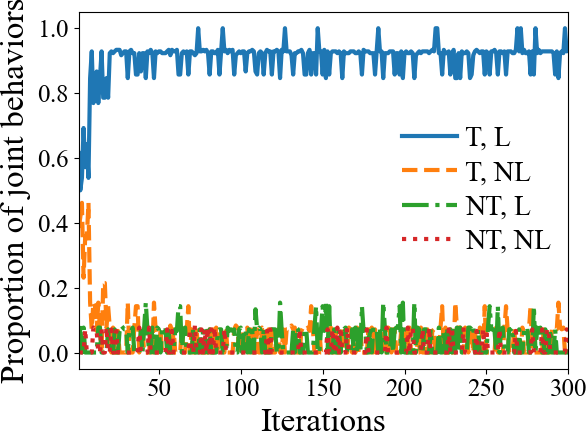 Proportion of joint behaviors
1.0
0.8
0.6
0.4
0.2
0.0
T, L
T, NL
NT, L
NT, NL
50 100 150 200 250 300
Iterations